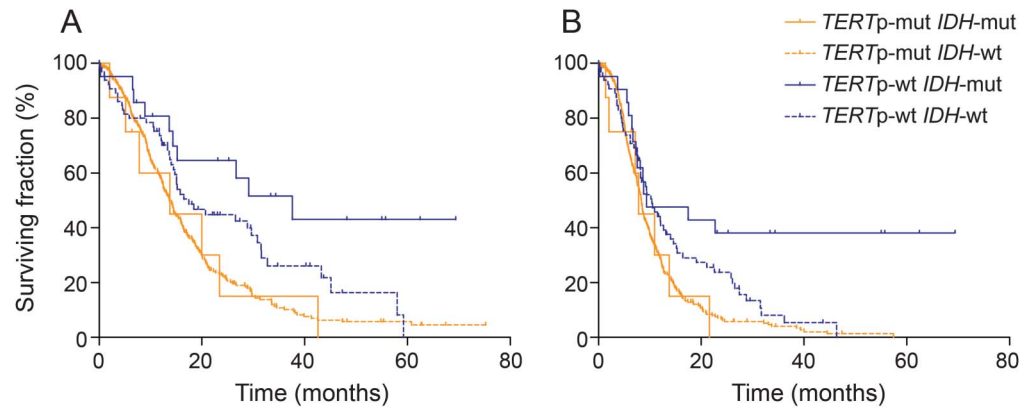 A
B
TERTp-mut IDH-mut
TERTp-mut IDH-wt
TERTp-wt IDH-mut
TERTp-wt IDH-wt
Surviving fraction (%)
100
80
60
40
20
0
0 20 40 60 80
Time (months)
100
80
60
40
20
0
0 20 40 60 80
Time (months)